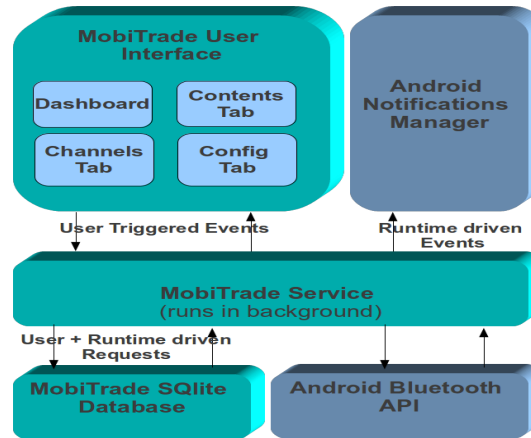 MobiTrade User
Interface
Dashboard
Contents
Tab
Channels
Tab
Config
Tab
Android
Notifications
Manager
User Triggered Events
Runtime driven
Events
MobiTrade Service
(runs in background)
User + Runtime driven
Requests
MobiTrade SQlite
Database
Android Bluetooth
API